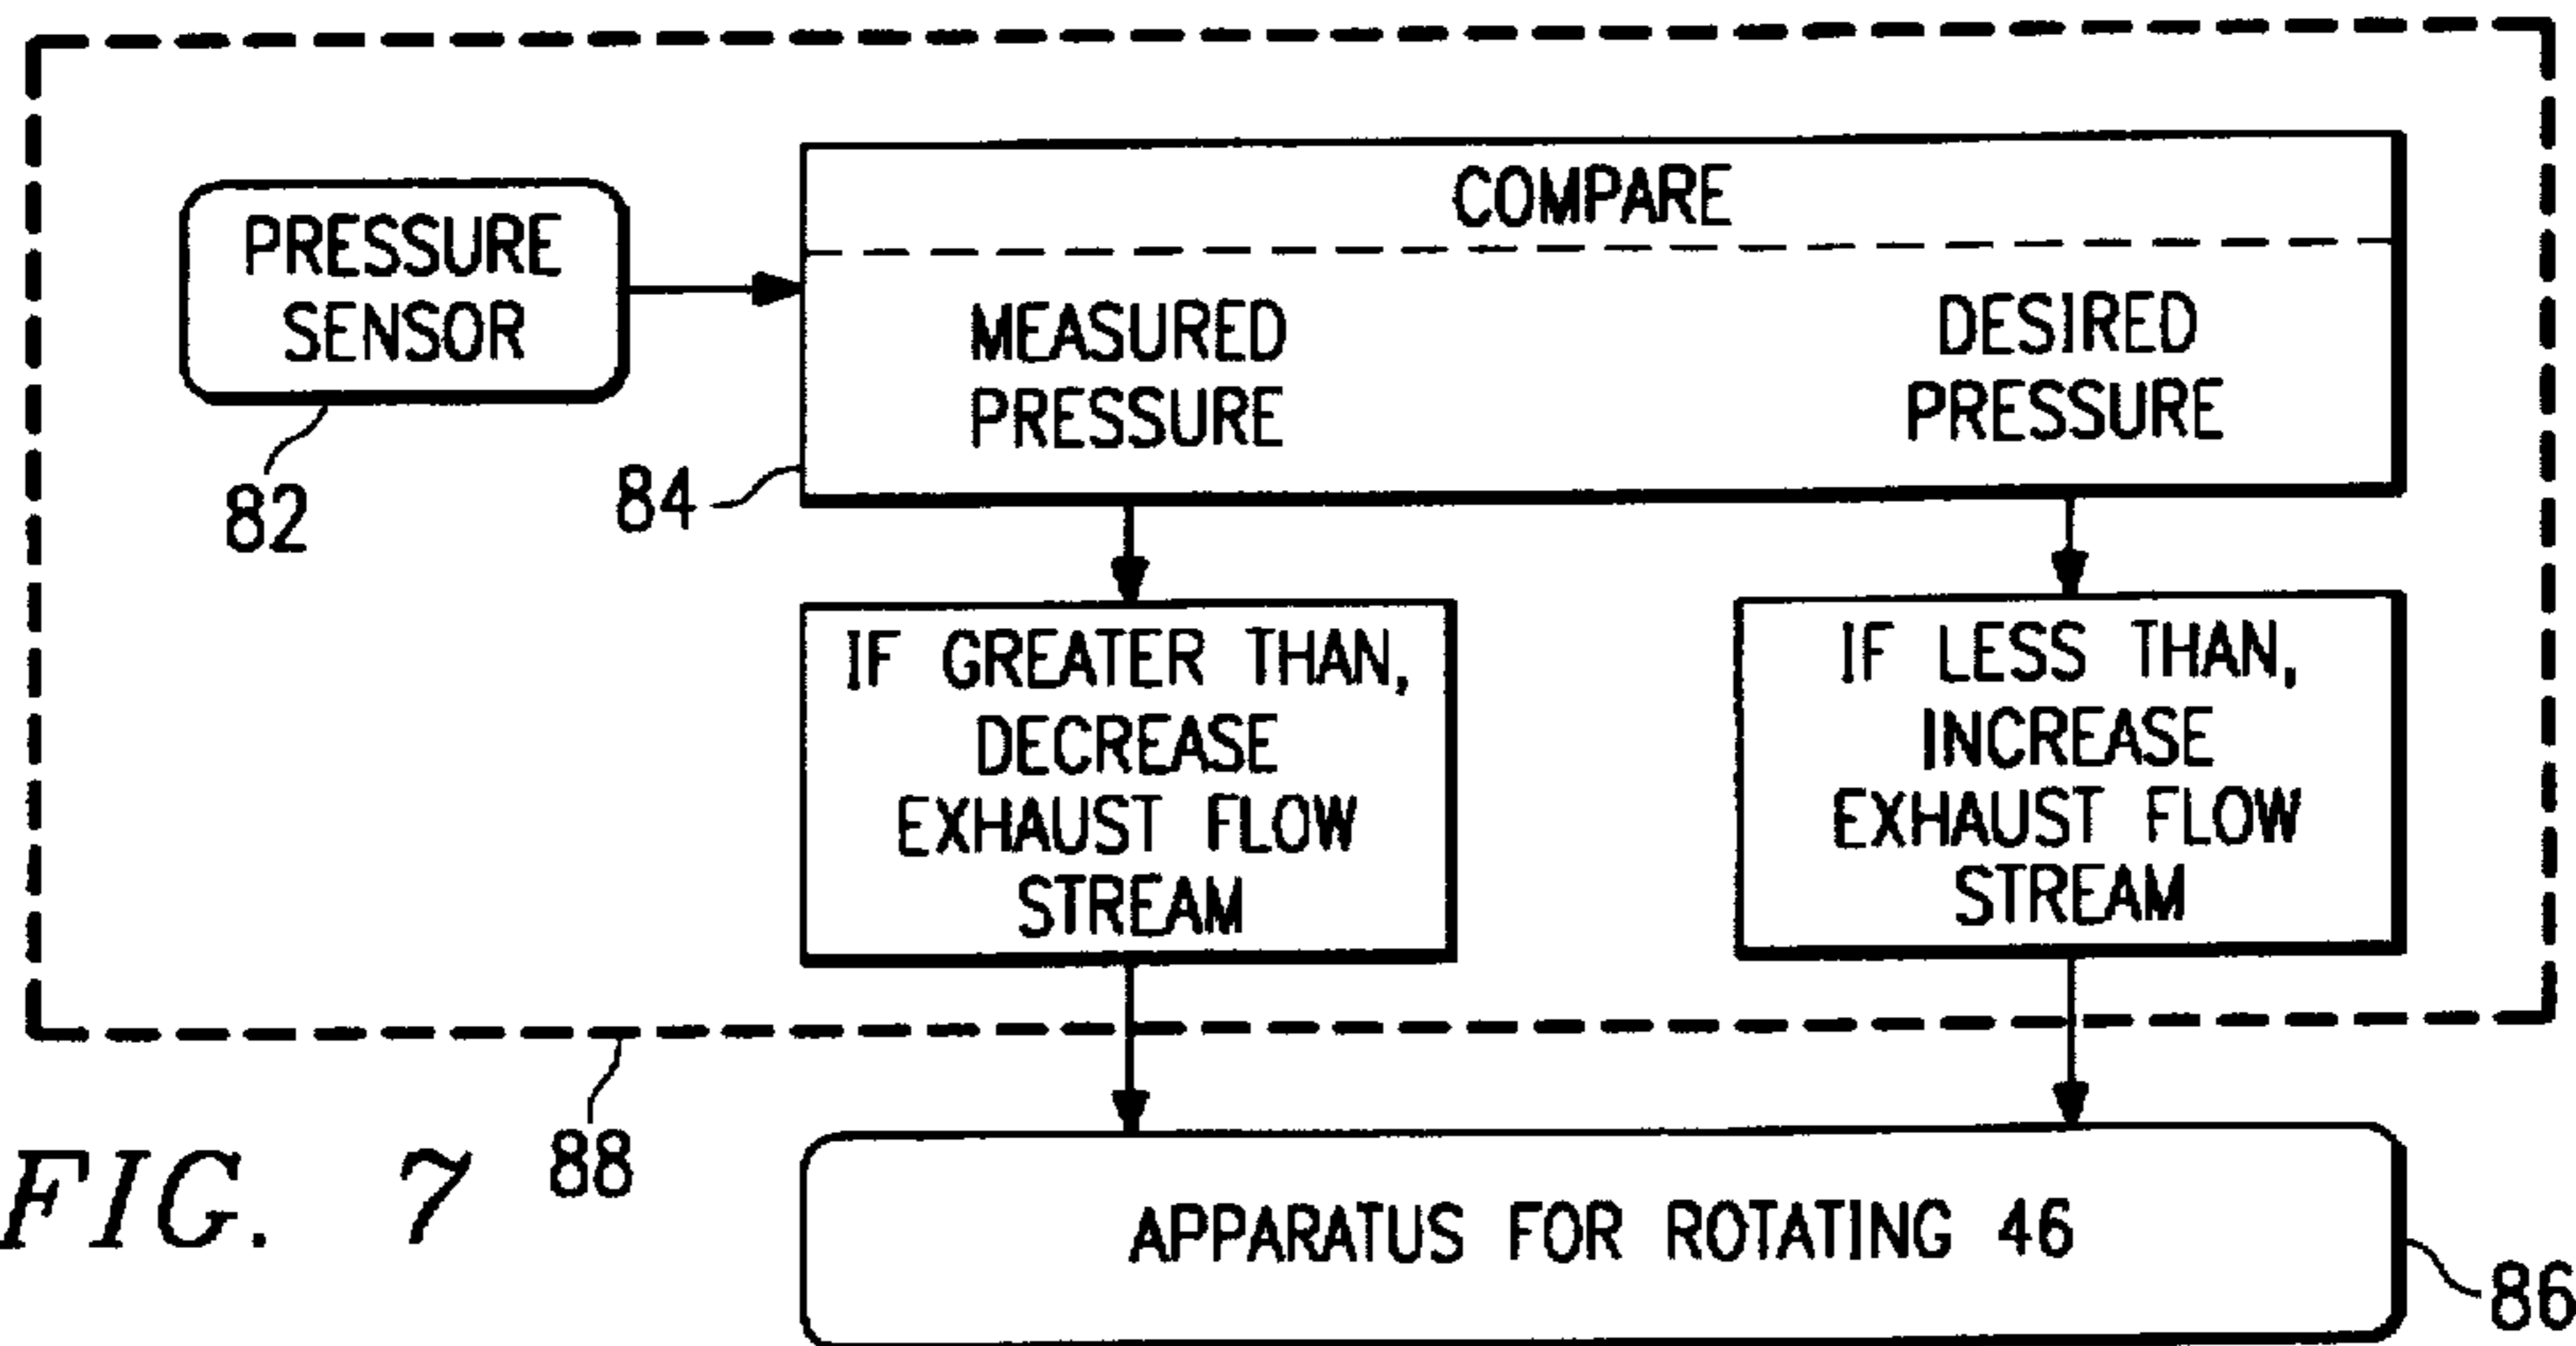 COMPARE
PRESSURE
SENSOR
MEASURED
PRESSURE
DESIRED
PRESSURE
82
84
IF GREATER THAN,
DECREASE
EXHAUST FLOW
STREAM
IF LESS THAN,
INCREASE
EXHAUST FLOW
STREAM
88
FIG. 7
APPARATUS FOR ROTATING 46
86